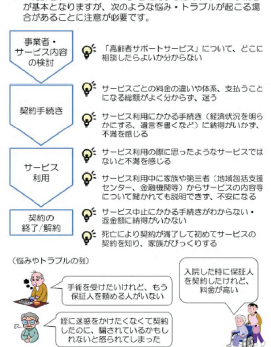 が基本となりますが、次のような悩み・トラブルが起こる場
合があることに注意が必要です。
事業者・
サービス内容
の検討
「高齢者サポートサービス」について、どこに
相談したらよいか分からない
契約手続き
サービスごとの料金の違いや体系、支払うこと
になる総額がよく分からず、迷う
サービス利用にかかる手続き（経済状況を明ら
かにする、遺言書を書くなど）に納得がいかず、
不満を感じる
サービス
利用
サービス利用の際に思ったようなサービスでは
ないと不満を感じる
サービス利用中に家族や第三者（地域包括支援
センター、金融機関等）からサービスの内容等
について聞かれても説明できず、不安になる
契約の
終了/解約
サービス中止にかかる手続きがわからない・
返金額に納得がいかない
死亡により契約が完了して初めてサービスの
契約を知り、家族がびっくりする
（悩みやトラブルの例）
手術を受けたいけれど、もう
保証人を頼める人がいない
入院した時に保証人
を契約したけれど、
料金が高い
姪に迷惑をかけたくなくて契約
したのに、騙されているかもし
れないと怒られてしまった